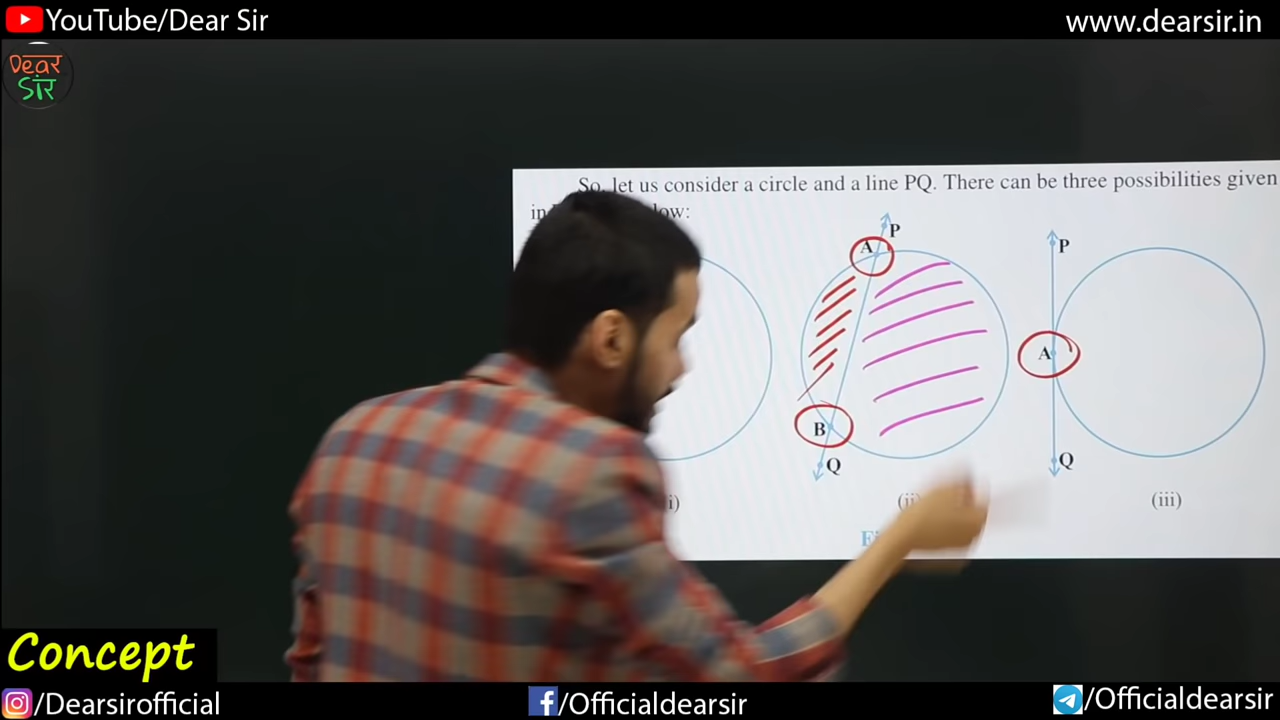 YouTube/Dear Sir
www.dearsir.in
Dear
सर
So, let us consider a circle and a line PQ. There can be three possibilities given
in
low:
P
A
P
A
B
Q
Q
(ii)
(iii)
Concept
/Dearsirofficial
/Officialdearsir
/Officialdearsir